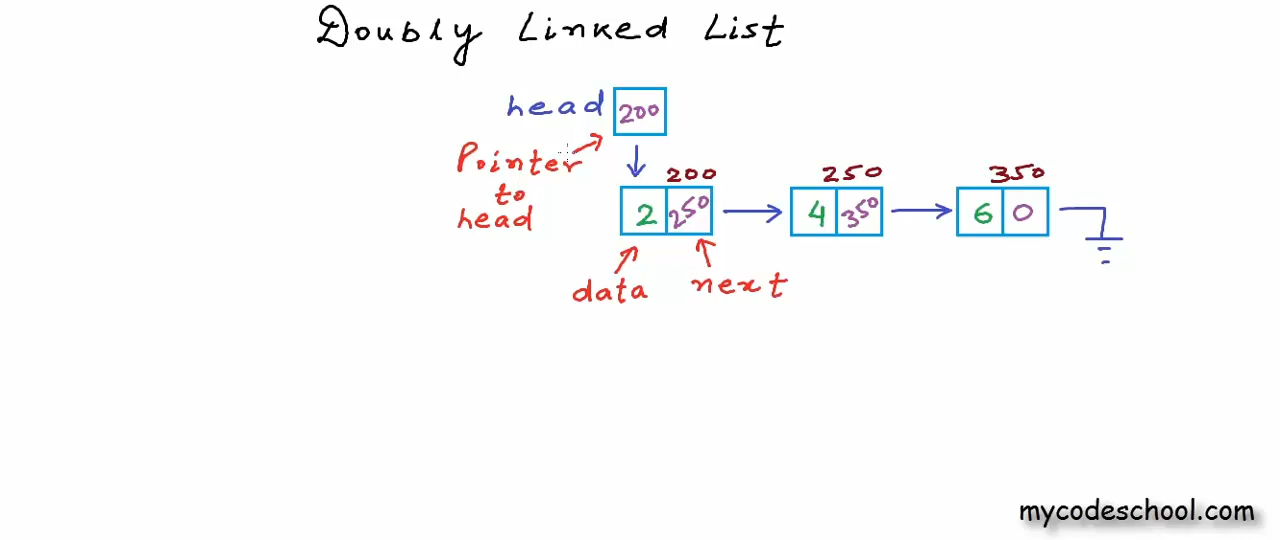 Doubly Linked List
head 200
Pointer
to
head
200 250 350
2 250 4 350 6 0
data next
mycodeschool.com